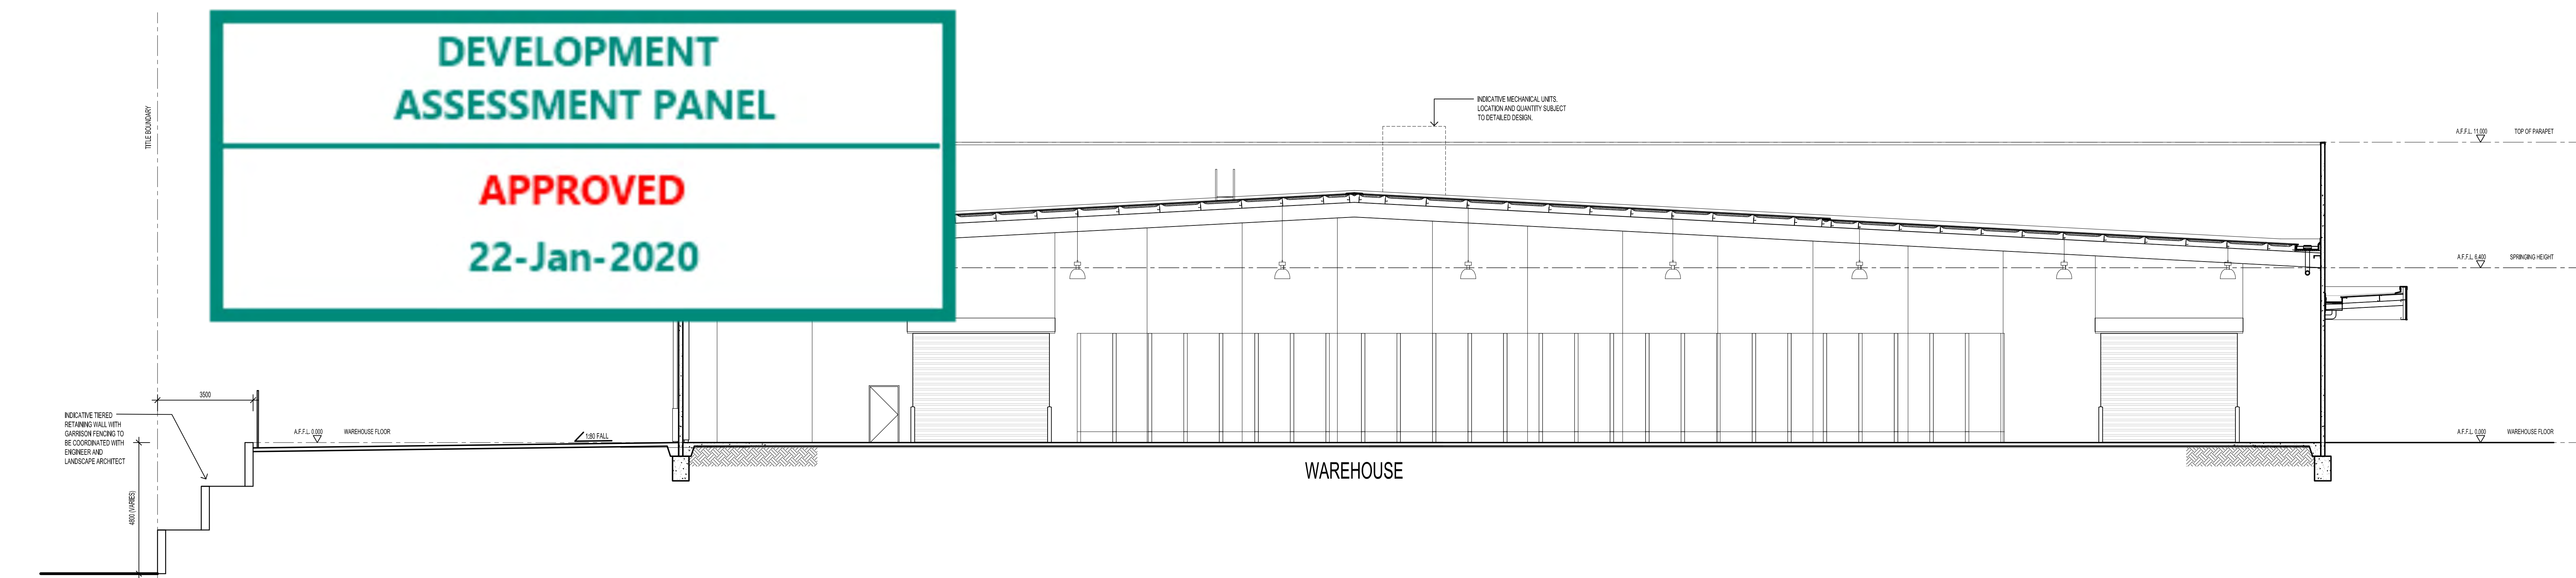 DEVELOPMENT
ASSESSMENT PANEL
APPROVED
22-Jan-2020
TITLE BOUNDARY
INDICATIVE MECHANICAL UNITS.
LOCATION AND QUANTITY SUBJECT
TO DETAILED DESIGN.
A.F.F.L. 11.000 TOP OF PARAPET
A.F.F.L. 6.400 SPRINGING HEIGHT
3500
INDICATIVE TIERED
RETAINING WALL WITH
GARRISON FENCING TO
BE COORDINATED WITH
ENGINEER AND
LANDSCAPE ARCHITECT
A.F.F.L. 0.000 WAREHOUSE FLOOR
1:80 FALL
A.F.F.L. 0.000 WAREHOUSE FLOOR
WAREHOUSE
4800 (VARIES)